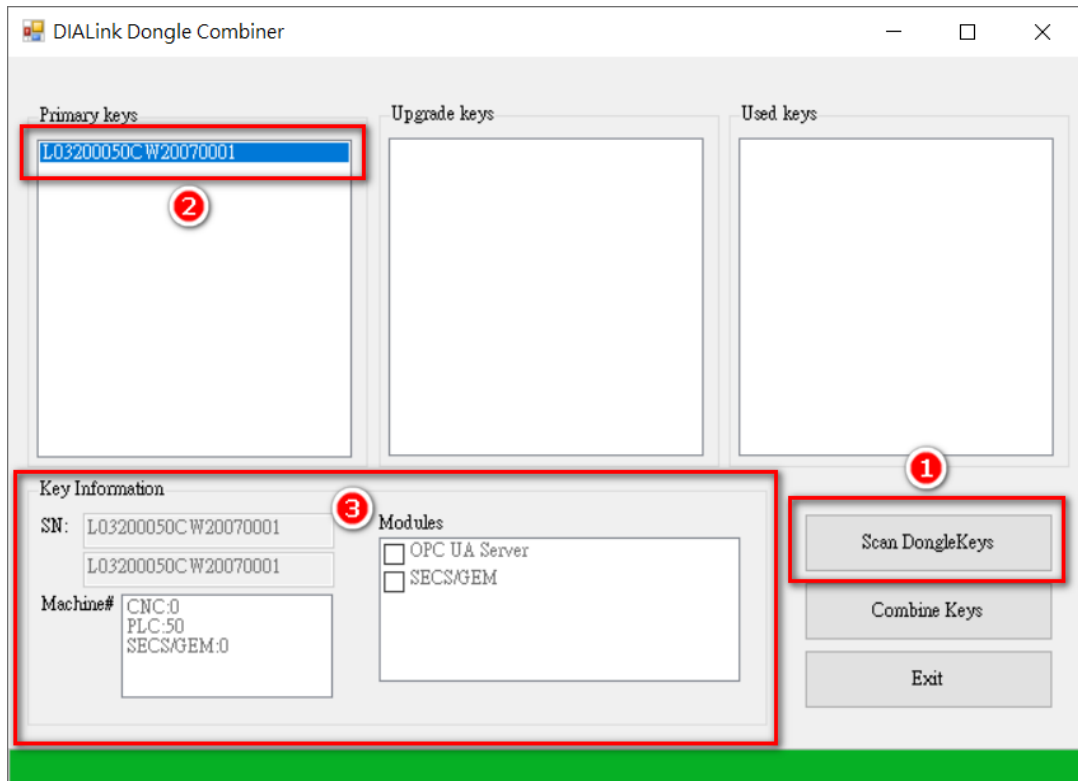 DIALink Dongle Combiner
Primary keys
Upgrade keys
Used keys
L03200050CW20070001
2
1
Key Information
3
SN:
L03200050CW20070001
L03200050CW20070001
Machine#
CNC:0
PLC:50
SECS/GEM:0
Modules
OPC UA Server
SECS/GEM
Scan DongleKeys
Combine Keys
Exit